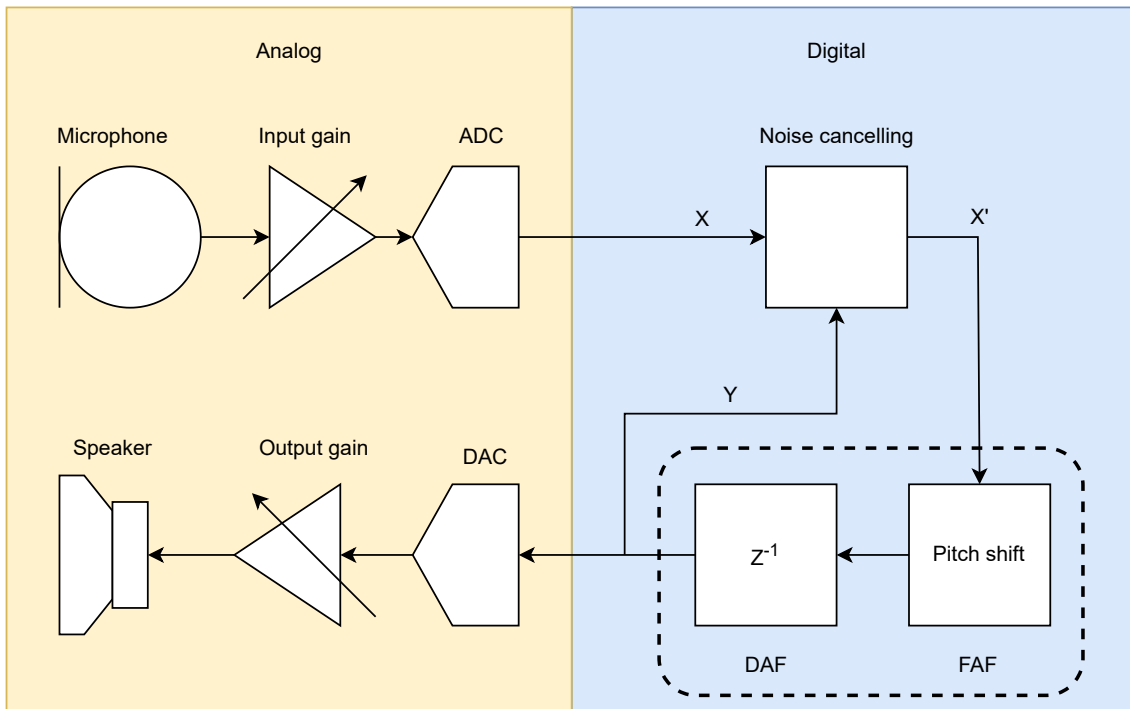 Analog
Digital
Microphone
Input gain
ADC
Noise cancelling
X
X'
Y
Speaker
Output gain
DAC
Z-1
Pitch shift
DAF
FAF